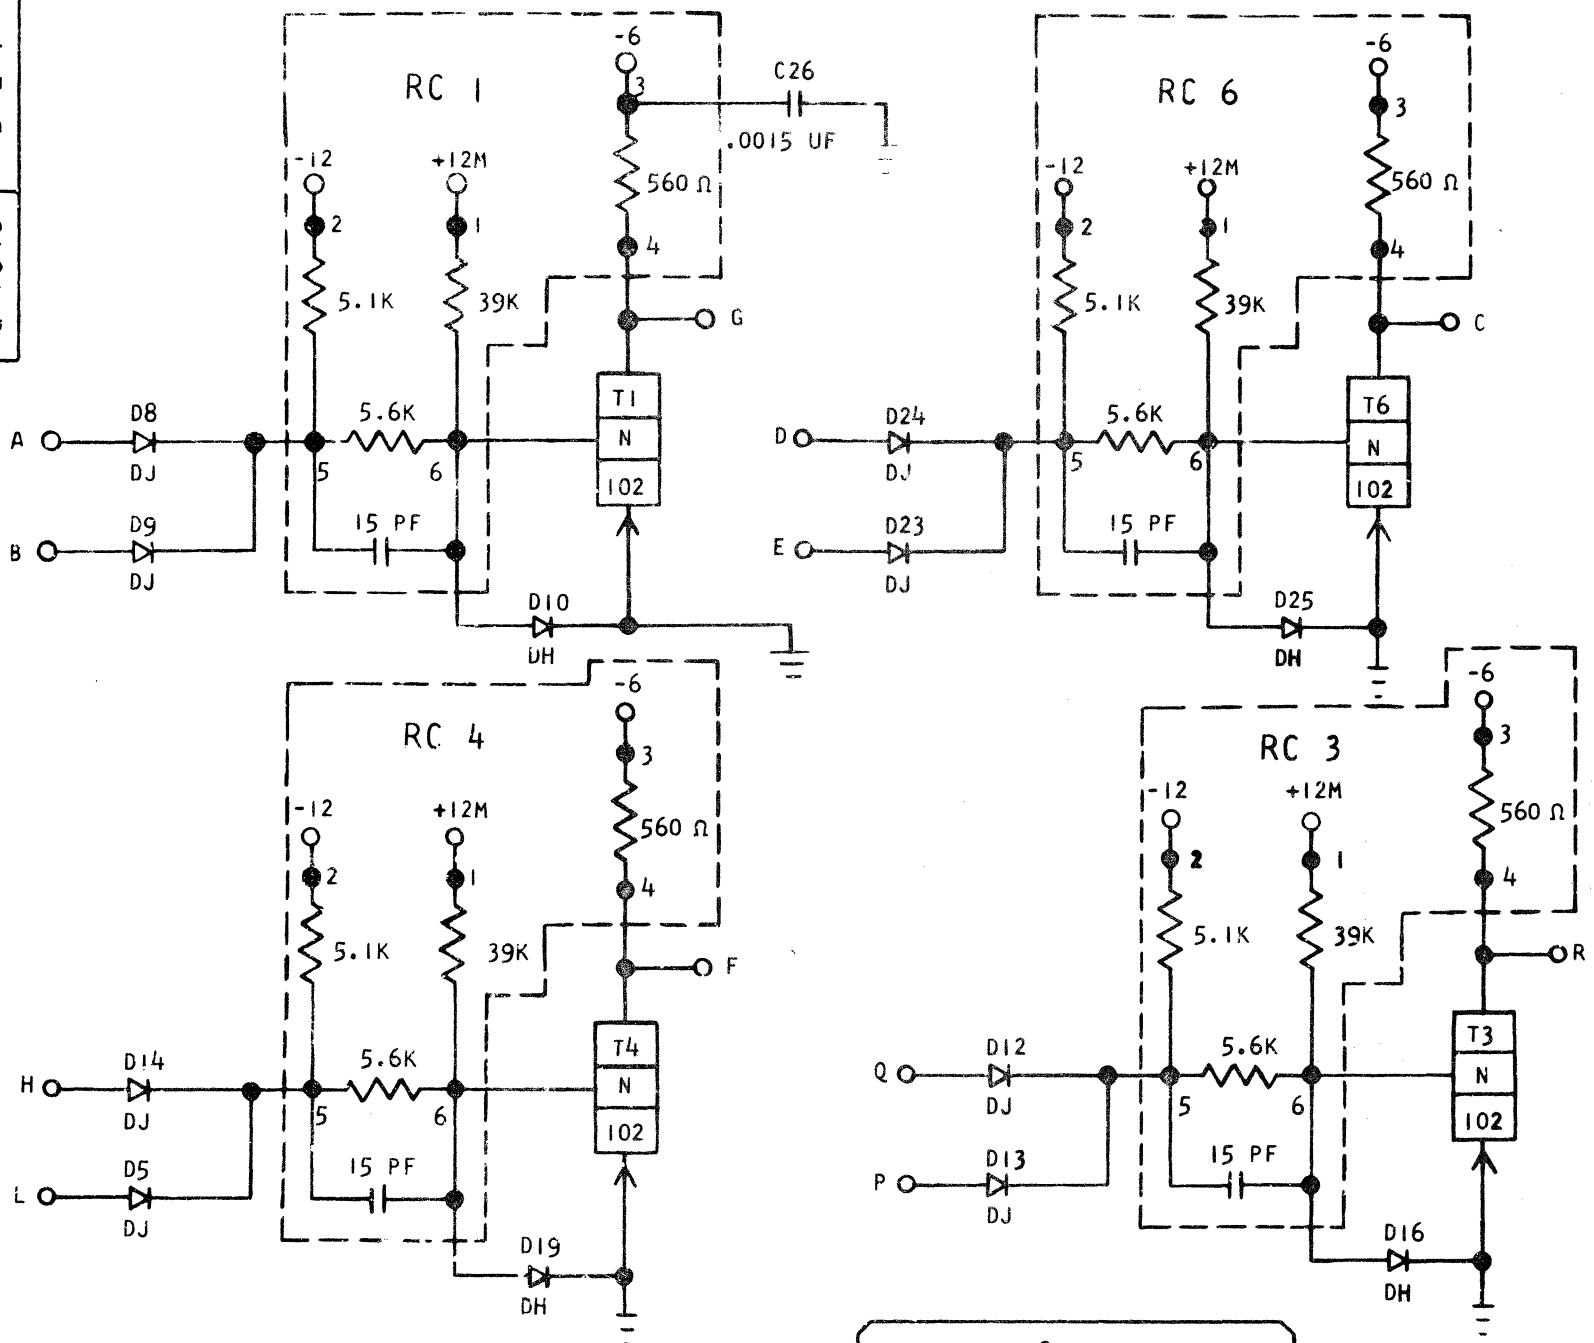 -6
RC 1
3
C26
.0015 UF
-12
+12M
560 Ω
2
1
4
5.1K
39K
G
T1
N
102
A
D8
DJ
5.6K
5
6
B
D9
DJ
15 PF
D10
DH
-6
RC 6
3
-12
+12M
560 Ω
2
1
4
5.1K
39K
C
T6
N
102
D
D24
DJ
5.6K
5
6
E
D23
DJ
15 PF
D25
DH
-6
RC 4
3
-12
+12M
560 Ω
2
1
4
5.1K
39K
F
T4
N
102
H
D14
DJ
5.6K
5
6
L
D5
DJ
15 PF
D19
DH
-6
RC 3
3
-12
+12M
560 Ω
2
1
4
5.1K
39K
R
T3
N
102
Q
D12
DJ
5.6K
5
6
P
D13
DJ
15 PF
D16
DH